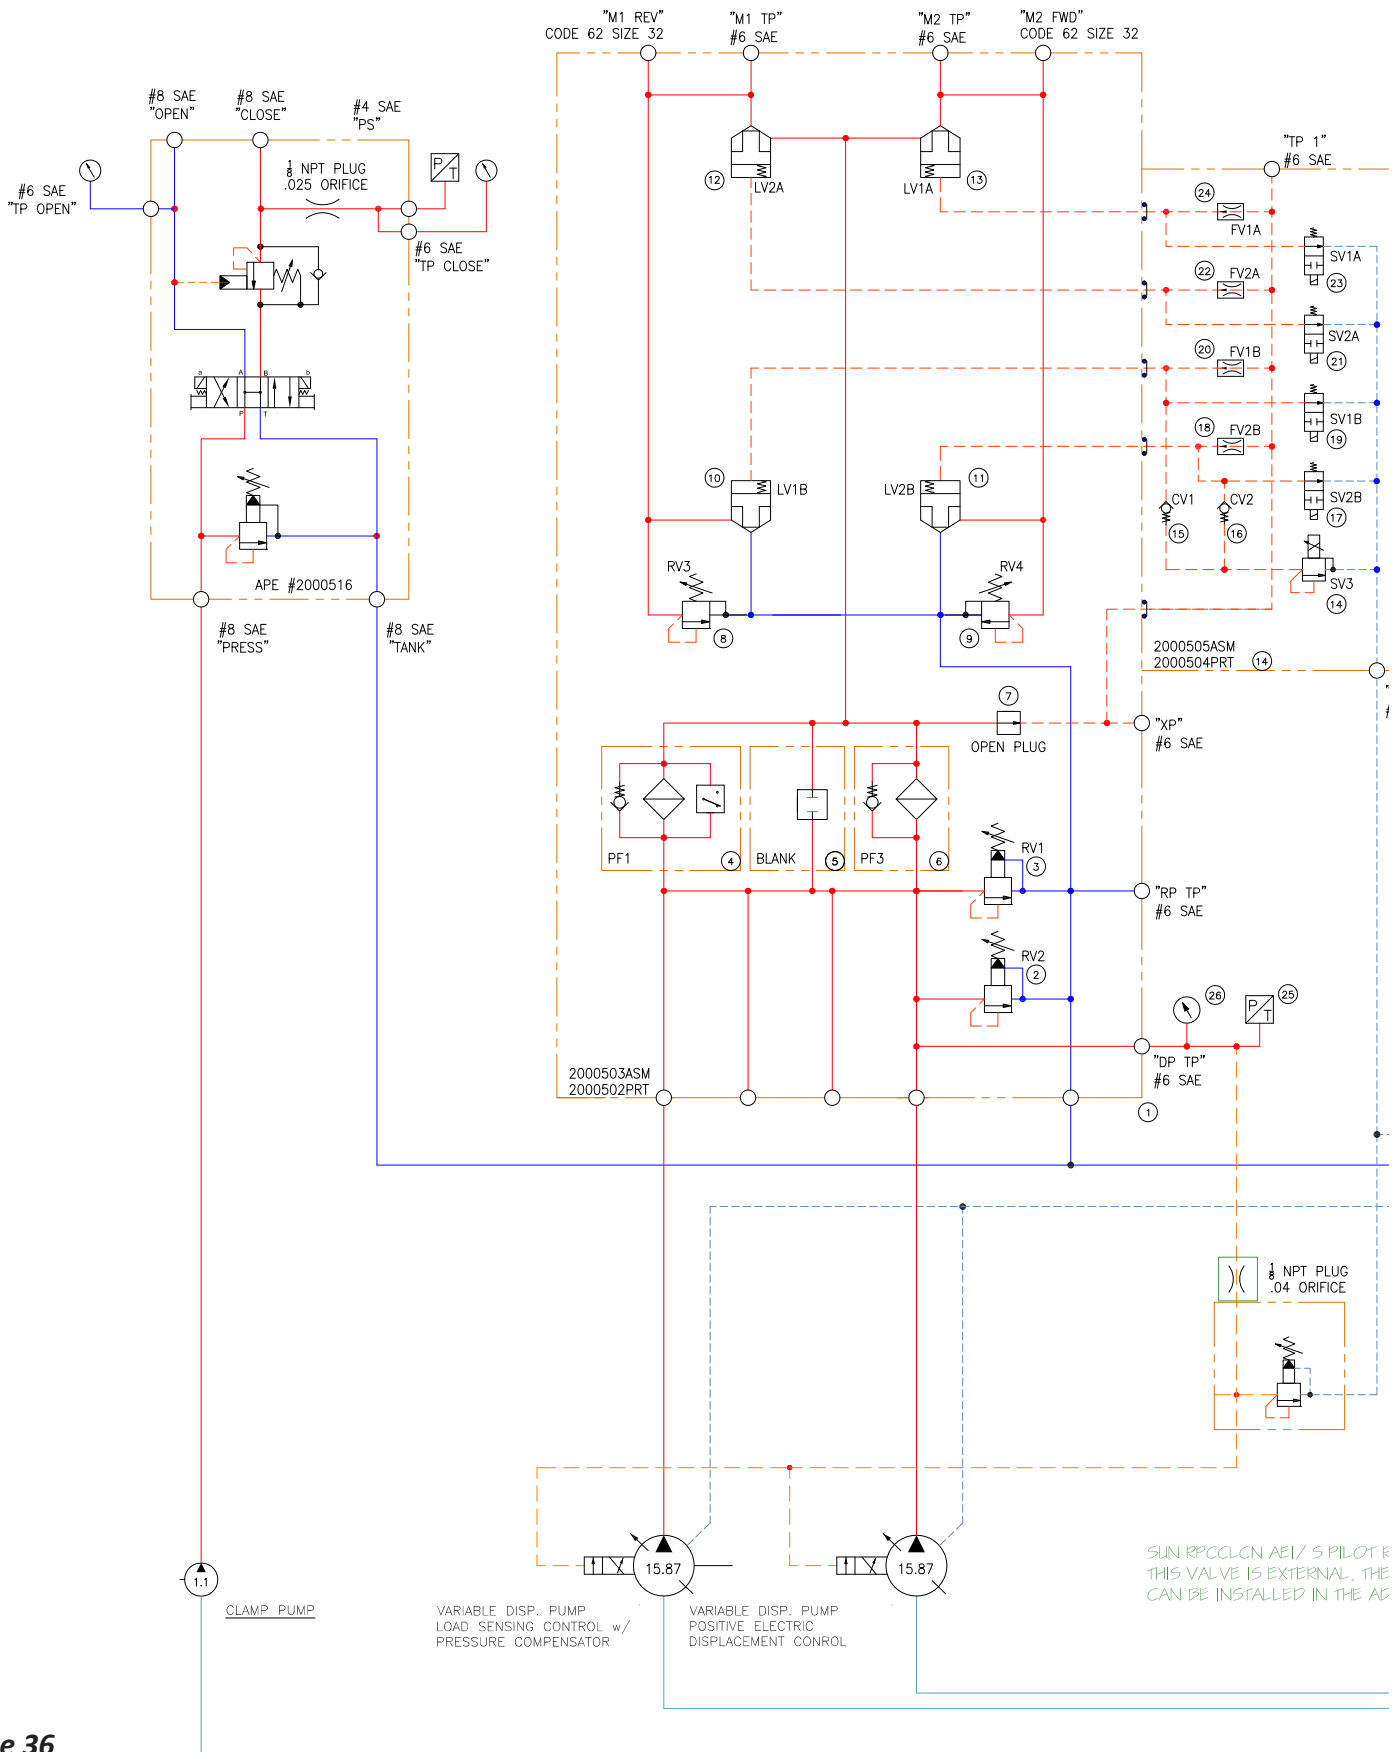 "M1 REV"
CODE 62 SIZE 32
"M1 TP"
#6 SAE
"M2 TP"
#6 SAE
"M2 FWD"
CODE 62 SIZE 32
#8 SAE
"OPEN"
#8 SAE
"CLOSE"
#4 SAE
"PS"
1/8 NPT PLUG
.025 ORIFICE
P/T
#6 SAE
"TP OPEN"
#6 SAE
"TP CLOSE"
a A B b
P T
APE #2000516
#8 SAE
"PRESS"
#8 SAE
"TANK"
12
LV2A
LV1A
13
"TP 1"
#6 SAE
24
FV1A
SV1A
23
22
FV2A
SV2A
21
20
FV1B
SV1B
19
18
FV2B
SV2B
17
CV1
15
CV2
16
SV3
14
10
LV1B
LV2B
11
RV3
8
RV4
9
2000505ASM
2000504PRT
14
7
OPEN PLUG
"XP"
#6 SAE
PF1
4
BLANK
5
PF3
6
RV1
3
"RP TP"
#6 SAE
RV2
2
26
P/T
25
"DP TP"
#6 SAE
2000503ASM
2000502PRT
1
1/8 NPT PLUG
.04 ORIFICE
1.1
CLAMP PUMP
15.87
VARIABLE DISP. PUMP
LOAD SENSING CONTROL w/
PRESSURE COMPENSATOR
15.87
VARIABLE DISP. PUMP
POSITIVE ELECTRIC
DISPLACEMENT CONROL
SUN RPCCLCN AEI/ S PILOT R
THIS VALVE IS EXTERNAL, THE
CAN BE INSTALLED IN THE AD
e 36